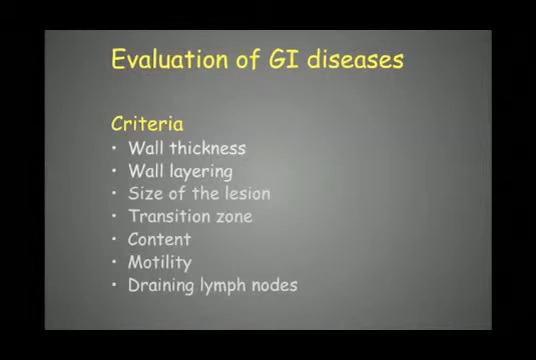 Evaluation of GI diseases
Criteria
• Wall thickness
• Wall layering
• Size of the lesion
• Transition zone
• Content
• Motility
• Draining lymph nodes